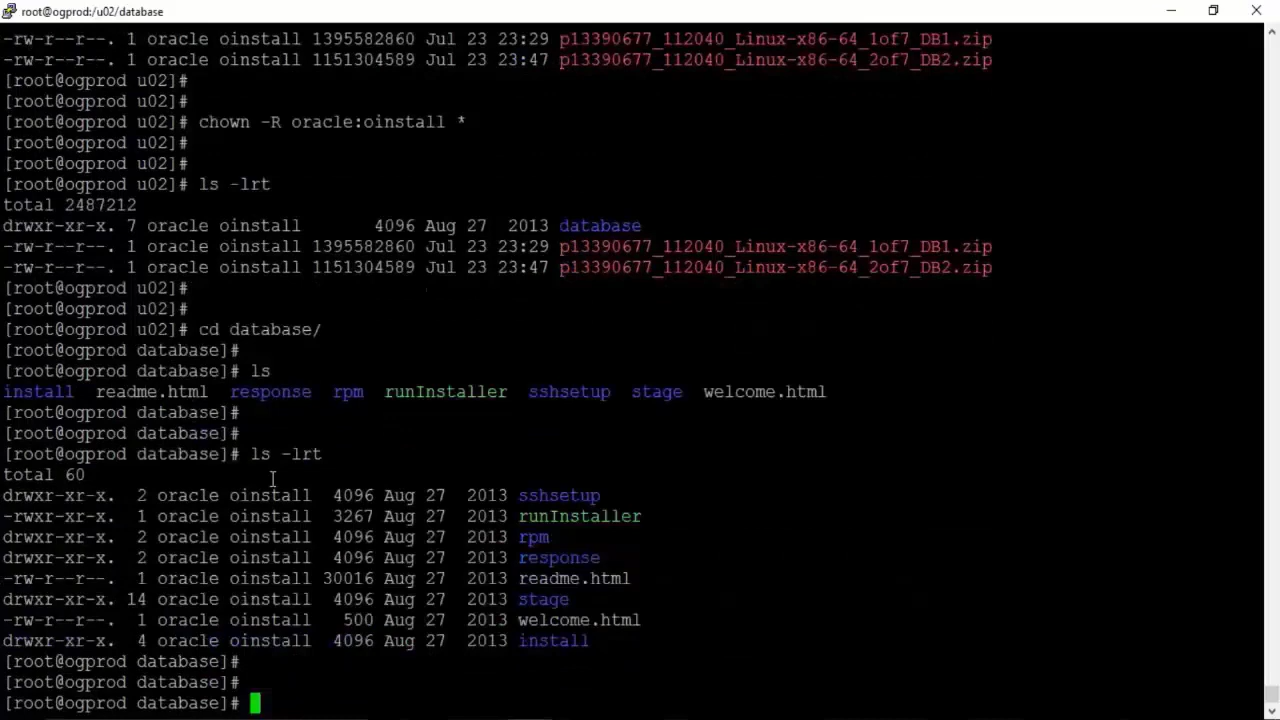 root@ogprod:/u02/database
-rw-r--r--. 1 oracle oinstall 1395582860 Jul 23 23:29 p13390677_112040_Linux-x86-64_1of7_DB1.zip
-rw-r--r--. 1 oracle oinstall 1151304589 Jul 23 23:47 p13390677_112040_Linux-x86-64_2of7_DB2.zip
[root@ogprod u02]#
[root@ogprod u02]#
[root@ogprod u02]# chown -R oracle:oinstall *
[root@ogprod u02]#
[root@ogprod u02]#
[root@ogprod u02]# ls -lrt
total 2487212
drwxr-xr-x. 7 oracle oinstall       4096 Aug 27  2013 database
-rw-r--r--. 1 oracle oinstall 1395582860 Jul 23 23:29 p13390677_112040_Linux-x86-64_1of7_DB1.zip
-rw-r--r--. 1 oracle oinstall 1151304589 Jul 23 23:47 p13390677_112040_Linux-x86-64_2of7_DB2.zip
[root@ogprod u02]#
[root@ogprod u02]#
[root@ogprod u02]# cd database/
[root@ogprod database]#
[root@ogprod database]# ls
install  readme.html  response  rpm  runInstaller  sshsetup  stage  welcome.html
[root@ogprod database]#
[root@ogprod database]#
[root@ogprod database]# ls -lrt
total 60
drwxr-xr-x.  2 oracle oinstall  4096 Aug 27  2013 sshsetup
-rwxr-xr-x.  1 oracle oinstall  3267 Aug 27  2013 runInstaller
drwxr-xr-x.  2 oracle oinstall  4096 Aug 27  2013 rpm
drwxr-xr-x.  2 oracle oinstall  4096 Aug 27  2013 response
-rw-r--r--.  1 oracle oinstall 30016 Aug 27  2013 readme.html
drwxr-xr-x. 14 oracle oinstall  4096 Aug 27  2013 stage
-rw-r--r--.  1 oracle oinstall   500 Aug 27  2013 welcome.html
drwxr-xr-x.  4 oracle oinstall  4096 Aug 27  2013 install
[root@ogprod database]#
[root@ogprod database]#
[root@ogprod database]#